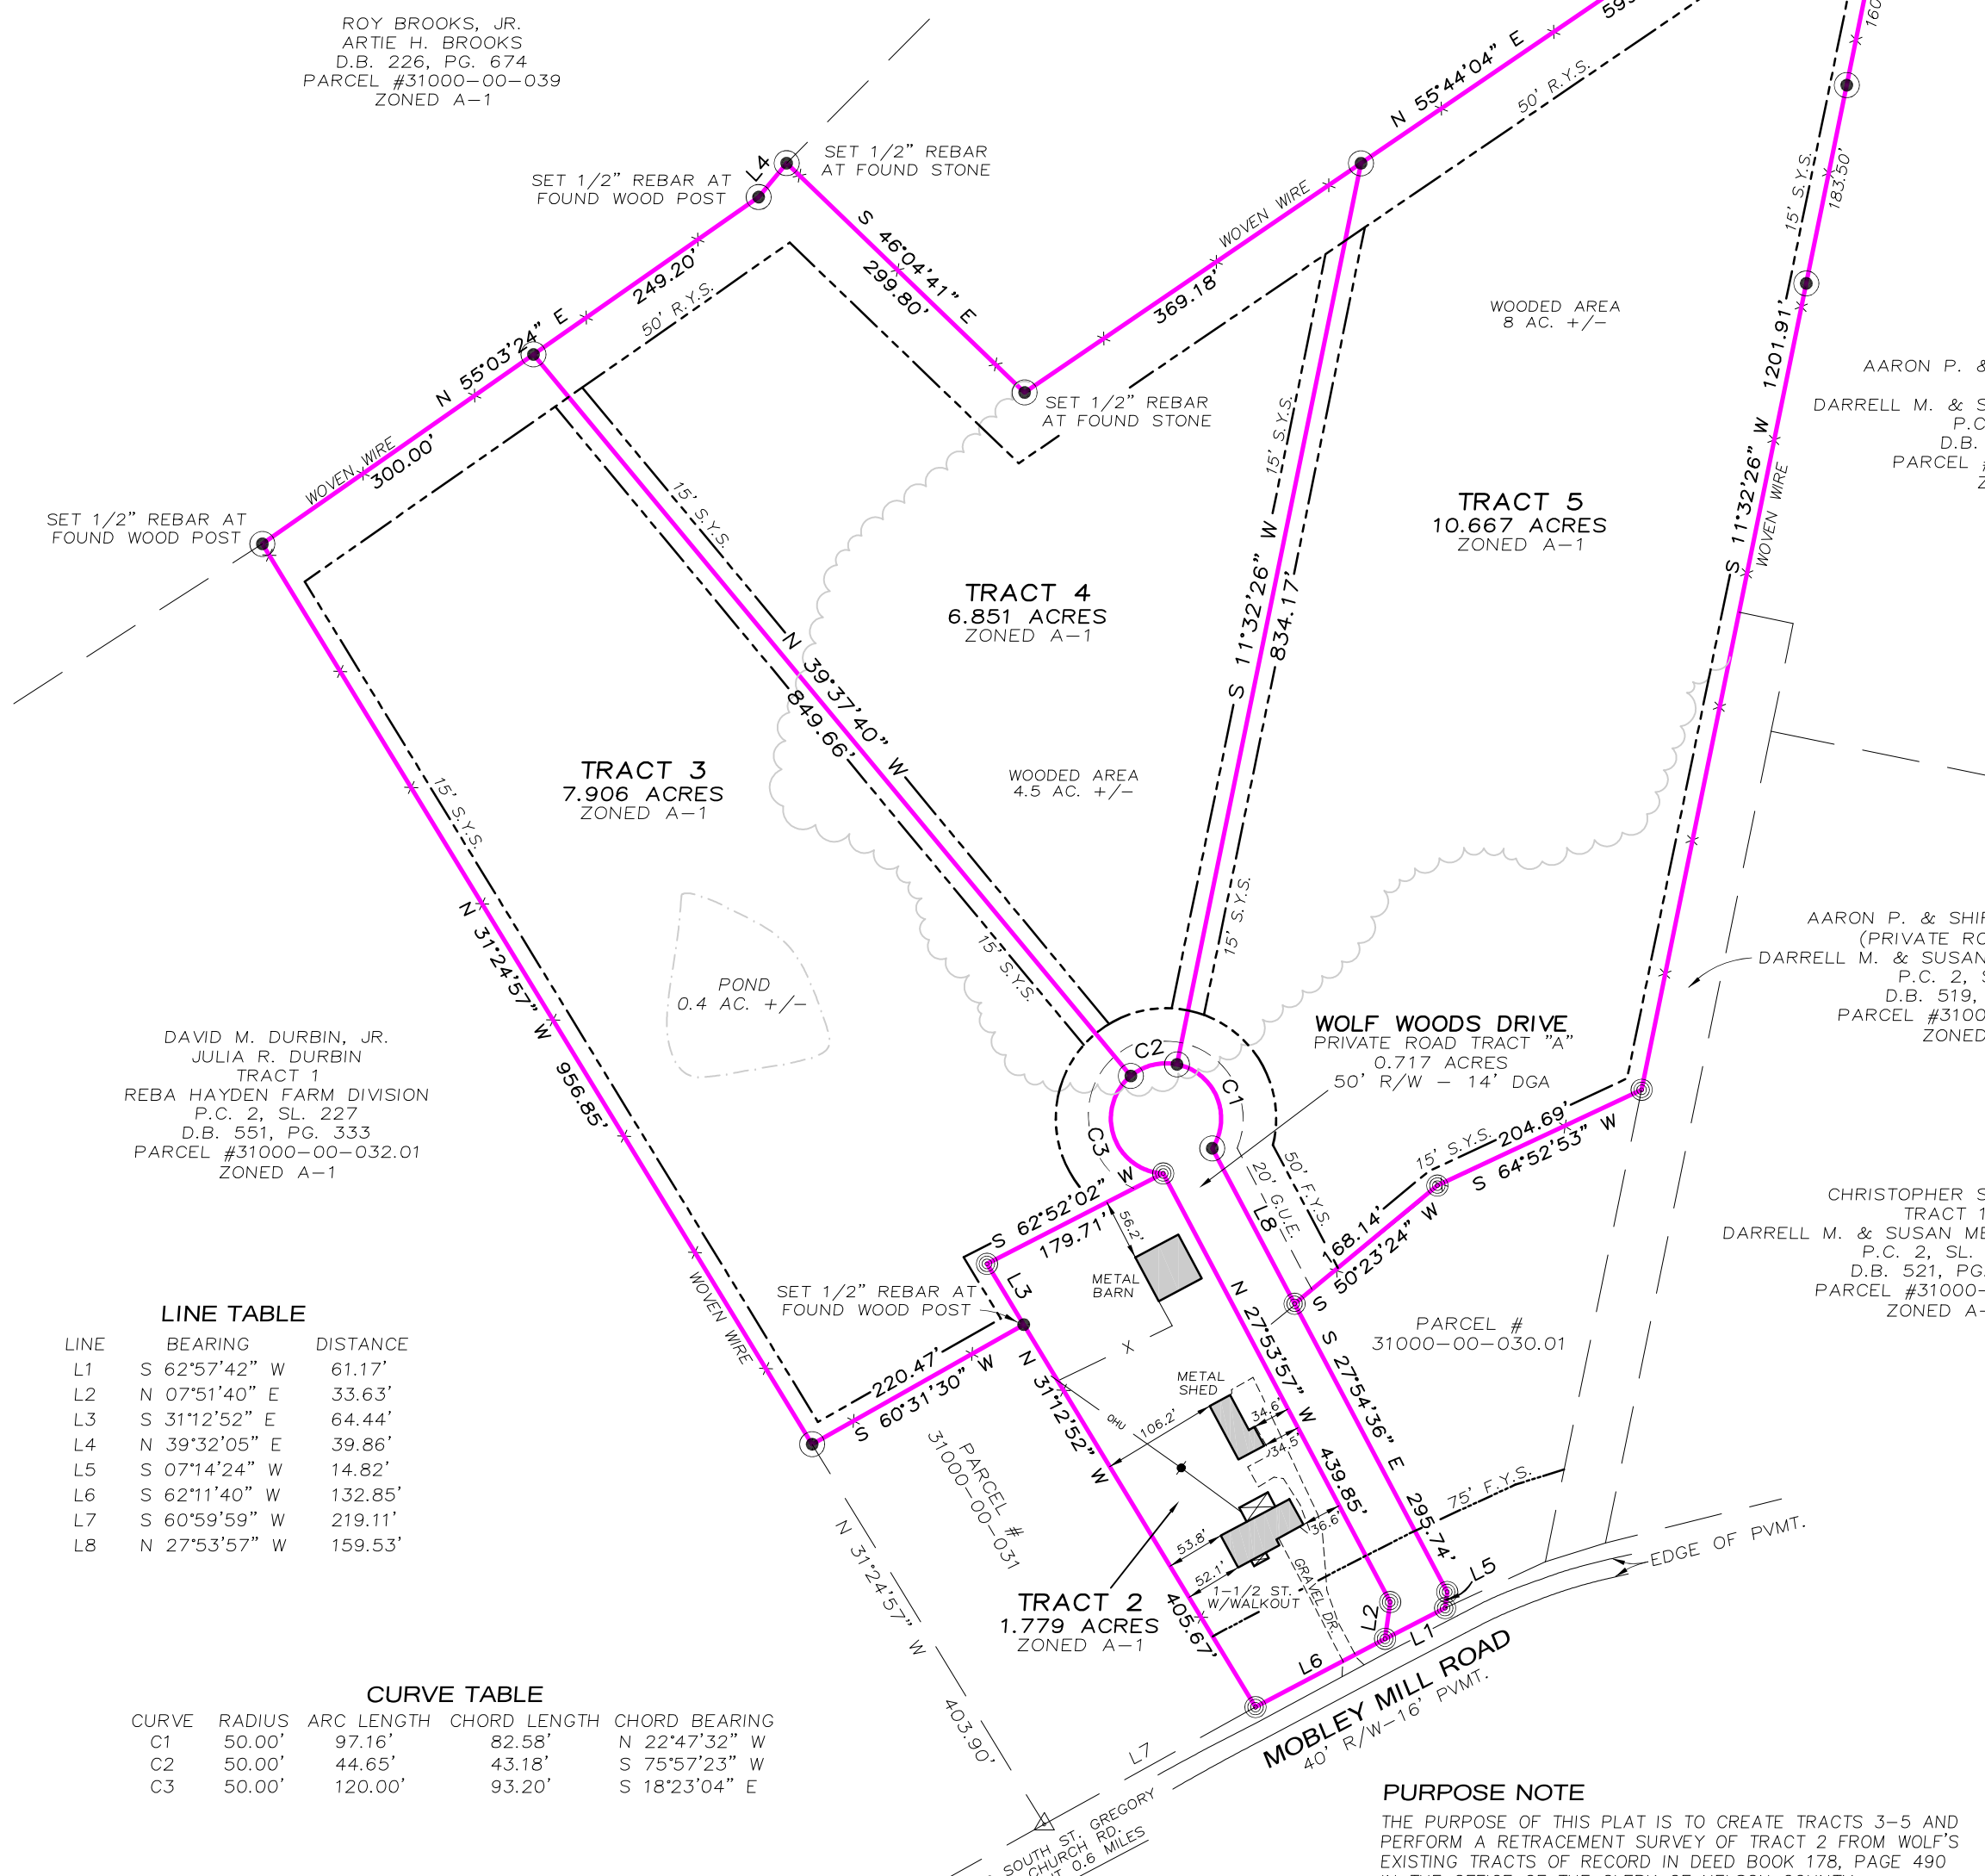 ROY BROOKS, JR.
ARTIE H. BROOKS
D.B. 226, PG. 674
PARCEL #31000-00-039
ZONED A-1
SET 1/2" REBAR
AT FOUND STONE
SET 1/2" REBAR AT
FOUND WOOD POST
L4
N 55°44'04" E
50' R.Y.S.
15' S.Y.S.
183.50'
S 46°04'41" E
299.80'
249.20'
50' R.Y.S.
N 55°03'24" E
WOVEN WIRE
300.00'
WOVEN WIRE
369.18'
WOODED AREA
8 AC. +/-
SET 1/2" REBAR
AT FOUND STONE
SET 1/2" REBAR AT
FOUND WOOD POST
15' S.Y.S.
15' S.Y.S.
1201.91'
S 11°32'26" W
WOVEN WIRE
AARON P. &
DARRELL M. & S
P.C
D.B.
PARCEL #
Z
TRACT 5
10.667 ACRES
ZONED A-1
TRACT 4
6.851 ACRES
ZONED A-1
S 11°32'26" W
834.17'
N 39°37'40" W
849.66'
TRACT 3
7.906 ACRES
ZONED A-1
WOODED AREA
4.5 AC. +/-
15' S.Y.S.
N 31°24'57" W
956.85'
WOVEN WIRE
15' S.Y.S.
15' S.Y.S.
POND
0.4 AC. +/-
AARON P. & SHIR
(PRIVATE RO
DARRELL M. & SUSAN
P.C. 2, S
D.B. 519,
PARCEL #3100
ZONED
DAVID M. DURBIN, JR.
JULIA R. DURBIN
TRACT 1
REBA HAYDEN FARM DIVISION
P.C. 2, SL. 227
D.B. 551, PG. 333
PARCEL #31000-00-032.01
ZONED A-1
WOLF WOODS DRIVE
PRIVATE ROAD TRACT "A"
0.717 ACRES
50' R/W - 14' DGA
C2
C1
C3
15' S.Y.S.
204.69'
S 64°52'53" W
168.14'
S 50°23'24" W
50' F.Y.S.
20' G.U.E.
L8
S 62°52'02" W
179.71'
L3
56.2'
METAL
BARN
SET 1/2" REBAR AT
FOUND WOOD POST
220.47'
S 60°31'30" W
CHRISTOPHER S
TRACT 1
DARRELL M. & SUSAN ME
P.C. 2, SL.
D.B. 521, PG.
PARCEL #31000-
ZONED A-
PARCEL #
31000-00-030.01
N 27°53'57" W
439.85'
S 27°54'36" E
295.74'
N 31°12'52" W
405.67'
X
OHU
METAL
SHED
106.2'
34.6'
34.5'
36.6'
53.8'
52.1'
1-1/2 ST.
W/WALKOUT
GRAVEL DR.
75' F.Y.S.
EDGE OF PVMT.
L5
L2
L1
L6
L7
TRACT 2
1.779 ACRES
ZONED A-1
PARCEL #
31000-00-031
N 31°24'57" W
403.90'
MOBLEY MILL ROAD
40' R/W-16' PVMT.
SOUTH ST. GREGORY
CHURCH RD.
0.6 MILES
LINE TABLE
LINE BEARING DISTANCE
L1 S 62°57'42" W 61.17'
L2 N 07°51'40" E 33.63'
L3 S 31°12'52" E 64.44'
L4 N 39°32'05" E 39.86'
L5 S 07°14'24" W 14.82'
L6 S 62°11'40" W 132.85'
L7 S 60°59'59" W 219.11'
L8 N 27°53'57" W 159.53'
CURVE TABLE
CURVE RADIUS ARC LENGTH CHORD LENGTH CHORD BEARING
C1 50.00' 97.16' 82.58' N 22°47'32" W
C2 50.00' 44.65' 43.18' S 75°57'23" W
C3 50.00' 120.00' 93.20' S 18°23'04" E
PURPOSE NOTE
THE PURPOSE OF THIS PLAT IS TO CREATE TRACTS 3-5 AND
PERFORM A RETRACEMENT SURVEY OF TRACT 2 FROM WOLF'S
EXISTING TRACTS OF RECORD IN DEED BOOK 178, PAGE 490